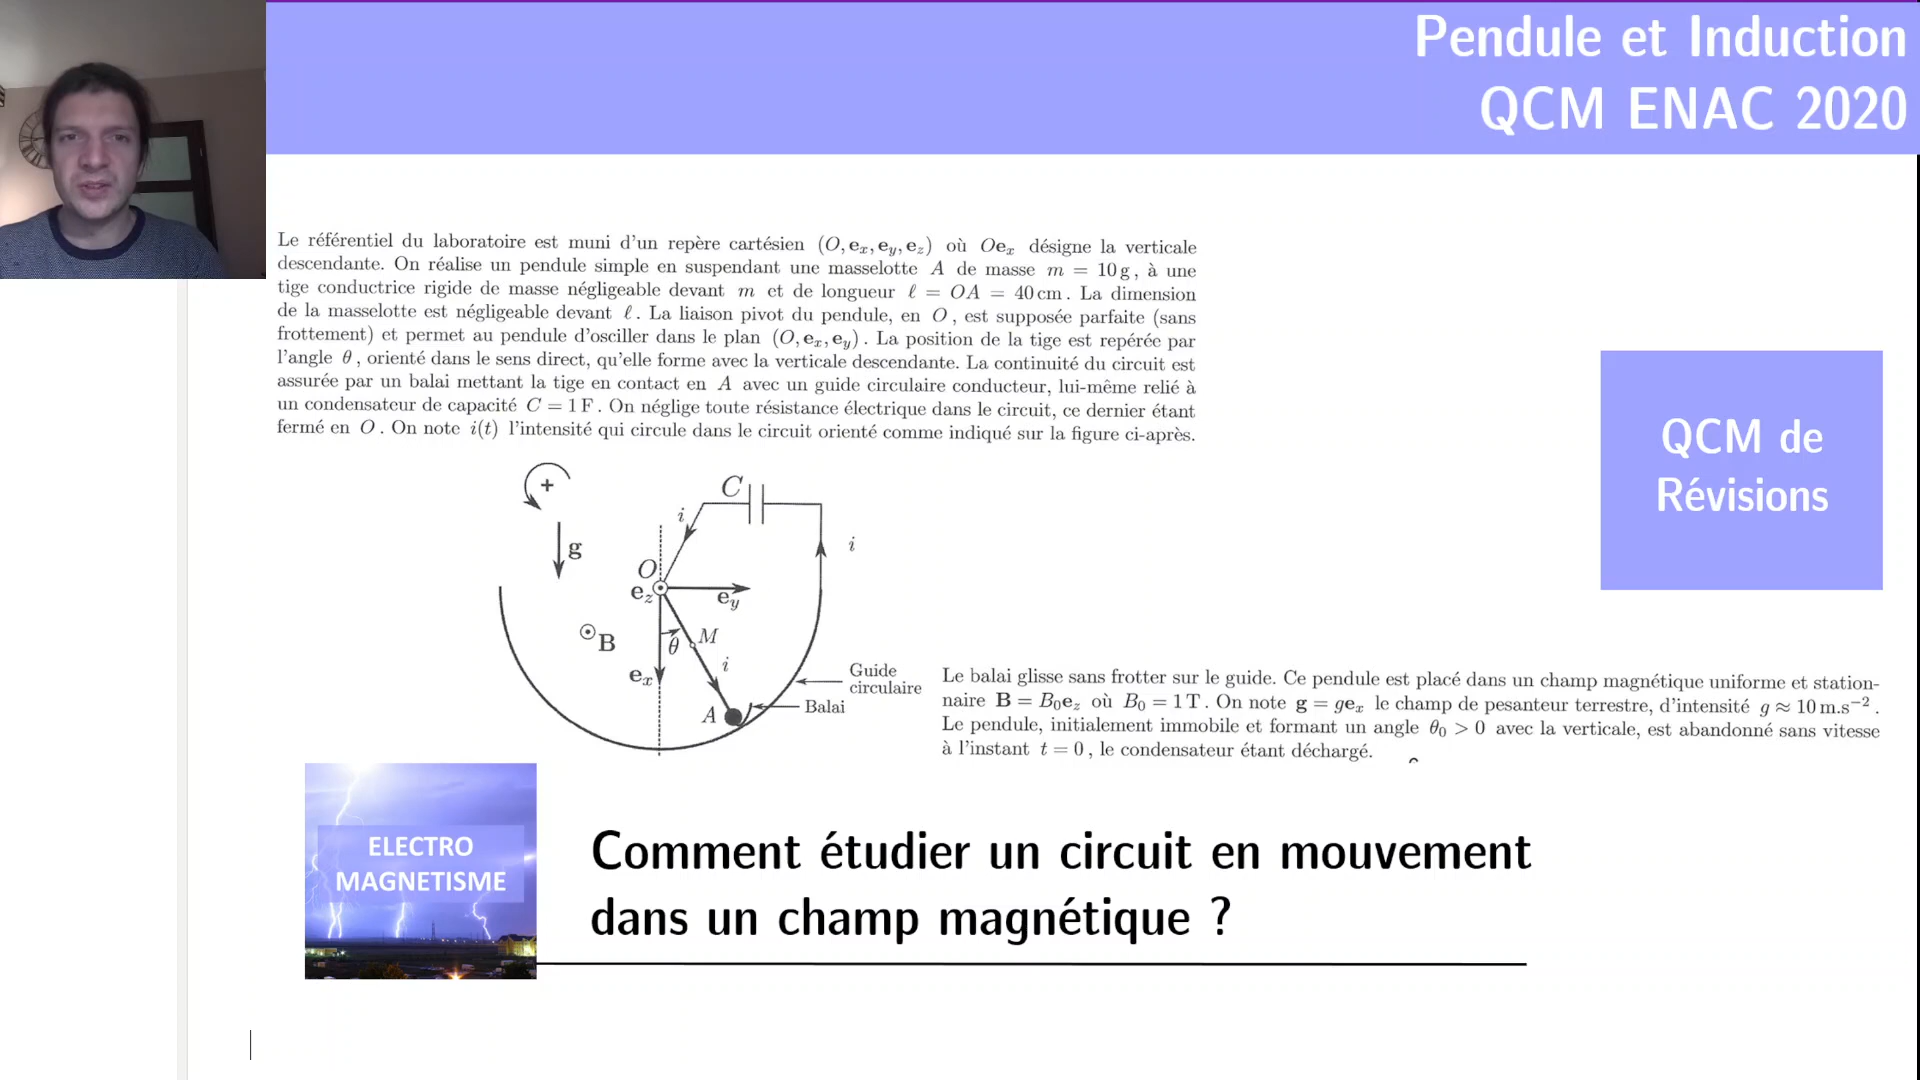 Pendule et Induction
QCM ENAC 2020
Le référentiel du laboratoire est muni d'un repère cartésien (O, eₓ, e_y, e_z) où Oeₓ désigne la verticale
descendante. On réalise un pendule simple en suspendant une masselotte A de masse m = 10 g, à une
tige conductrice rigide de masse négligeable devant m et de longueur ℓ = OA = 40 cm. La dimension
de la masselotte est négligeable devant ℓ. La liaison pivot du pendule, en O, est supposée parfaite (sans
frottement) et permet au pendule d'osciller dans le plan (O, eₓ, e_y). La position de la tige est repérée par
l'angle θ, orienté dans le sens direct, qu'elle forme avec la verticale descendante. La continuité du circuit est
assurée par un balai mettant la tige en contact en A avec un guide circulaire conducteur, lui-même relié à
un condensateur de capacité C = 1 F. On néglige toute résistance électrique dans le circuit, ce dernier étant
fermé en O. On note i(t) l'intensité qui circule dans le circuit orienté comme indiqué sur la figure ci-après.
QCM de
Révisions
+
g
C
i
i
O
e_z
e_y
B
θ
M
i
eₓ
A
Guide
circulaire
Balai
Le balai glisse sans frotter sur le guide. Ce pendule est placé dans un champ magnétique uniforme et station-
naire B = B₀e_z où B₀ = 1 T. On note g = geₓ le champ de pesanteur terrestre, d'intensité g ≈ 10 m.s⁻².
Le pendule, initialement immobile et formant un angle θ₀ > 0 avec la verticale, est abandonné sans vitesse
à l'instant t = 0, le condensateur étant déchargé.
ELECTRO
MAGNETISME
Comment étudier un circuit en mouvement
dans un champ magnétique ?